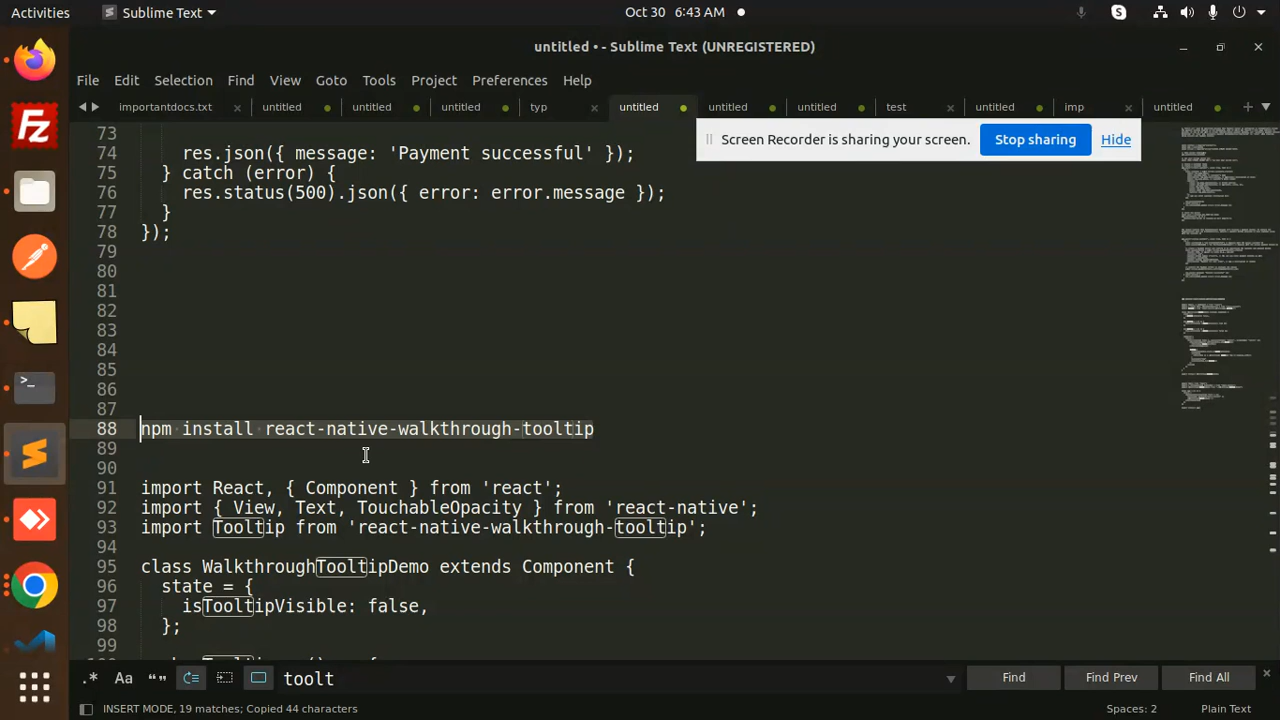 Activities
Sublime Text
Oct 30 6:43 AM
untitled • - Sublime Text (UNREGISTERED)
File Edit Selection Find View Goto Tools Project Preferences Help
importantdocs.txt untitled untitled untitled typ untitled untitled untitled test untitled imp untitled
Screen Recorder is sharing your screen. Stop sharing Hide
73
74 res.json({ message: 'Payment successful' });
75 } catch (error) {
76 res.status(500).json({ error: error.message });
77 }
78 });
79
80
81
82
83
84
85
86
87
88 npm install react-native-walkthrough-tooltip
89
90
91 import React, { Component } from 'react';
92 import { View, Text, TouchableOpacity } from 'react-native';
93 import Tooltip from 'react-native-walkthrough-tooltip';
94
95 class WalkthroughTooltipDemo extends Component {
96 state = {
97 isTooltipVisible: false,
98 };
99
.* Aa toolt Find Find Prev Find All
INSERT MODE, 19 matches; Copied 44 characters
Spaces: 2 Plain Text